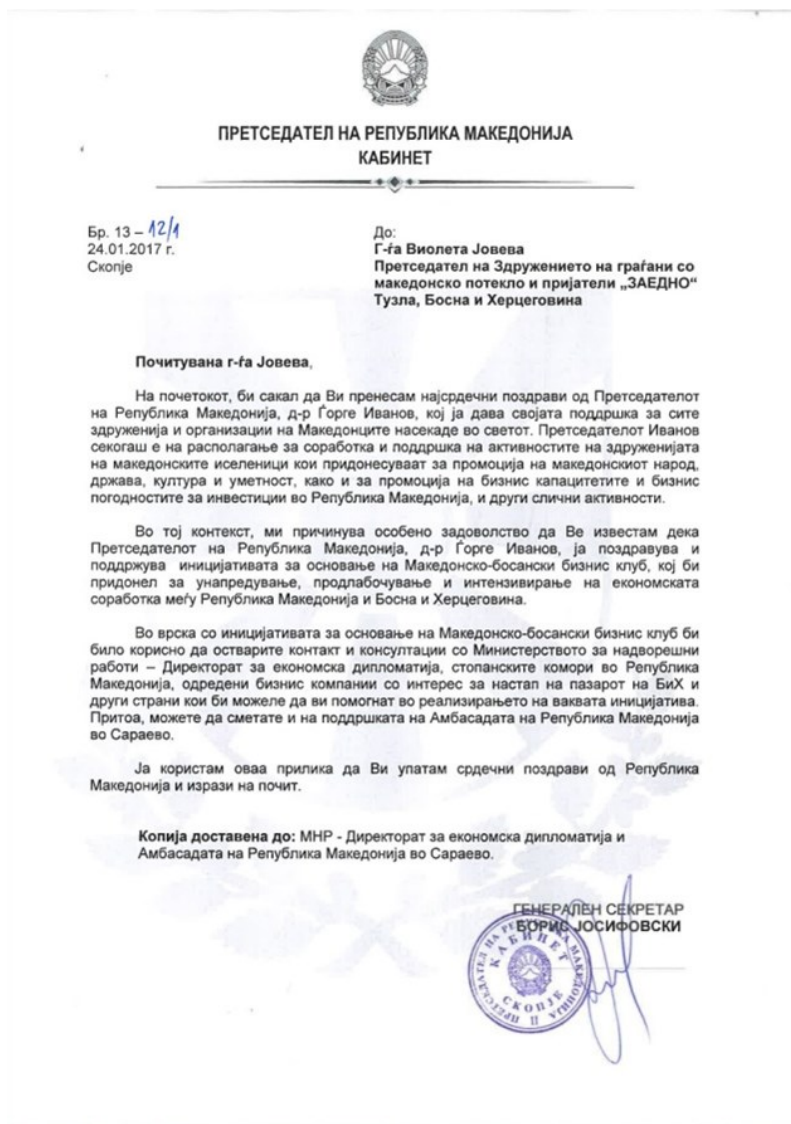 ПРЕТСЕДАТЕЛ НА РЕПУБЛИКА МАКЕДОНИЈА
КАБИНЕТ
Бр. 13 – 12/1
24.01.2017 г.
Скопје
До:
Г-ѓа Виолета Јовева
Претседател на Здружението на граѓани со
македонско потекло и пријатели „ЗАЕДНО“
Тузла, Босна и Херцеговина
Почитувана г-ѓа Јовева,
На почетокот, би сакал да Ви пренесам најсрдечни поздрави од Претседателот
на Република Македонија, д-р Ѓорге Иванов, кој ја дава својата поддршка за сите
здруженија и организации на Македонците насекаде во светот. Претседателот Иванов
секогаш е на располагање за соработка и поддршка на активностите на здруженијата
на македонските иселеници кои придонесуваат за промоција на македонскиот народ,
држава, култура и уметност, како и за промоција на бизнис капацитетите и бизнис
погодностите за инвестиции во Република Македонија, и други слични активности.
Во тој контекст, ми причинува особено задоволство да Ве известам дека
Претседателот на Република Македонија, д-р Ѓорге Иванов, ја поздравува и
поддржува иницијативата за основање на Македонско-босански бизнис клуб, кој би
придонел за унапредување, продлабочување и интензивирање на економската
соработка меѓу Република Македонија и Босна и Херцеговина.
Во врска со иницијативата за основање на Македонско-босански бизнис клуб би
било корисно да остварите контакт и консултации со Министерството за надворешни
работи – Директорат за економска дипломатија, стопанските комори во Република
Македонија, одредени бизнис компании со интерес за настап на пазарот на БиХ и
други страни кои би можеле да ви помогнат во реализирањето на ваквата иницијатива.
Притоа, можете да сметате и на поддршката на Амбасадата на Република Македонија
во Сараево.
Ја користам оваа прилика да Ви упатам срдечни поздрави од Република
Македонија и изрази на почит.
Копија доставена до: МНР - Директорат за економска дипломатија и
Амбасадата на Република Македонија во Сараево.
ГЕНЕРАЛЕН СЕКРЕТАР
БОРИС ЈОСИФОВСКИ
ПРЕТСЕДАТЕЛ НА РЕПУБЛИКА МАКЕДОНИЈА
КАБИНЕТ
СКОПЈЕ
II